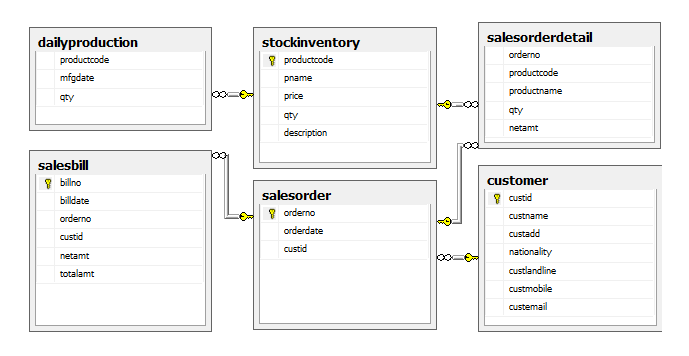 dailyproduction
productcode
mfgdate
qty
stockinventory
productcode
pname
price
qty
description
salesorderdetail
orderno
productcode
productname
qty
netamt
salesbill
billno
billdate
orderno
custid
netamt
totalamt
salesorder
orderno
orderdate
custid
customer
custid
custname
custadd
nationality
custlandline
custmobile
custemail